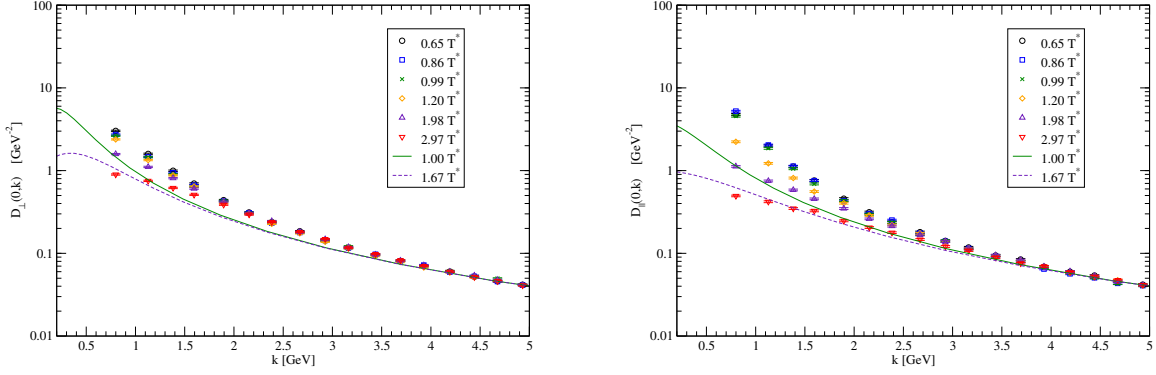 100
10
1
0.1
0.01
D⊥(0,k) [GeV⁻²]
0.5 1 1.5 2 2.5 3 3.5 4 4.5 5
k [GeV]
0.65 T*
0.86 T*
0.99 T*
1.20 T*
1.98 T*
2.97 T*
1.00 T*
1.67 T*
100
10
1
0.1
0.01
D∥(0,k) [GeV⁻²]
0.5 1 1.5 2 2.5 3 3.5 4 4.5 5
k [GeV]
0.65 T*
0.86 T*
0.99 T*
1.20 T*
1.98 T*
2.97 T*
1.00 T*
1.67 T*